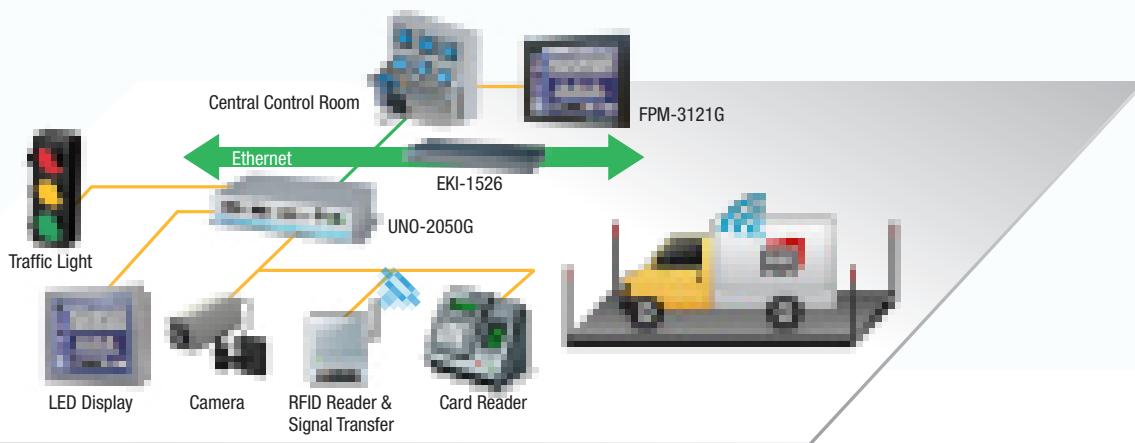 Central Control Room
FPM-3121G
Ethernet
EKI-1526
UNO-2050G
Traffic Light
LED Display
Camera
RFID Reader &
Signal Transfer
Card Reader